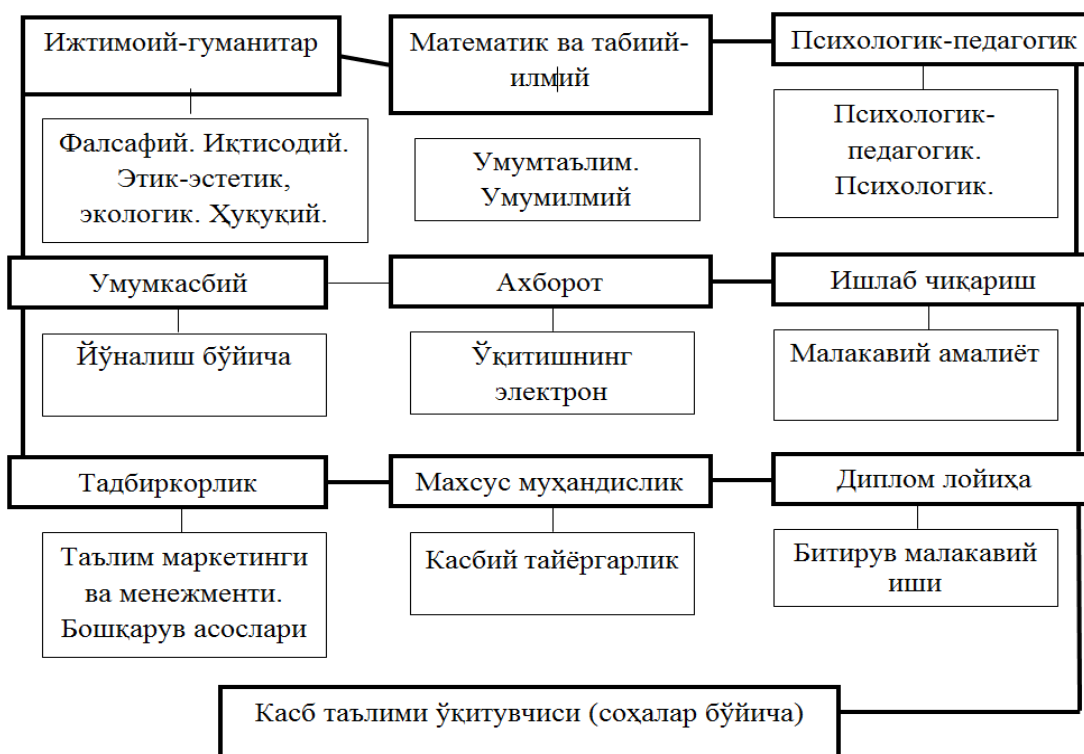 Ижтимоий-гуманитар
Математик ва табиий-
илмий
Психологик-педагогик
Фалсафий. Иқтисодий.
Этик-эстетик,
экологик. Ҳуқуқий.
Умумтаълим.
Умумилмий
Психологик-
педагогик.
Психологик.
Умумкасбий
Ахборот
Ишлаб чиқариш
Йўналиш бўйича
Ўқитишнинг
электрон
Малакавий амалиёт
Тадбиркорлик
Махсус муҳандислик
Диплом лойиҳа
Таълим маркетинги
ва менежменти.
Бошқарув асослари
Касбий тайёргарлик
Битирув малакавий
иши
Касб таълими ўқитувчиси (соҳалар бўйича)